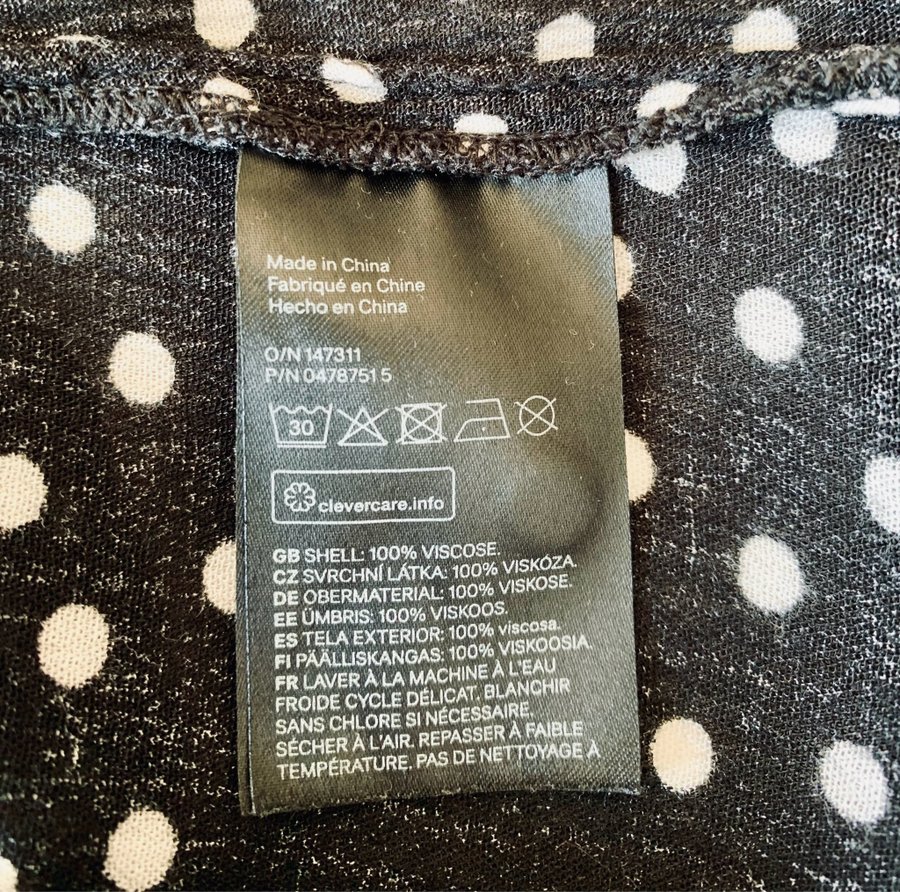 Made in China
Fabriqué en Chine
Hecho en China
O/N 147311
P/N 04787515
30
clevercare.info
GB SHELL: 100% VISCOSE.
CZ SVRCHNÍ LÁTKA: 100% VISKÓZA.
DE OBERMATERIAL: 100% VISKOSE.
EE ÜMBRIS: 100% VISKOOS.
ES TELA EXTERIOR: 100% viscosa.
FI PÄÄLLISKANGAS: 100% VISKOOSIA.
FR LAVER À LA MACHINE À L'EAU
FROIDE CYCLE DÉLICAT. BLANCHIR
SANS CHLORE SI NÉCESSAIRE.
SÉCHER À L'AIR. REPASSER À FAIBLE
TEMPÉRATURE. PAS DE NETTOYAGE À